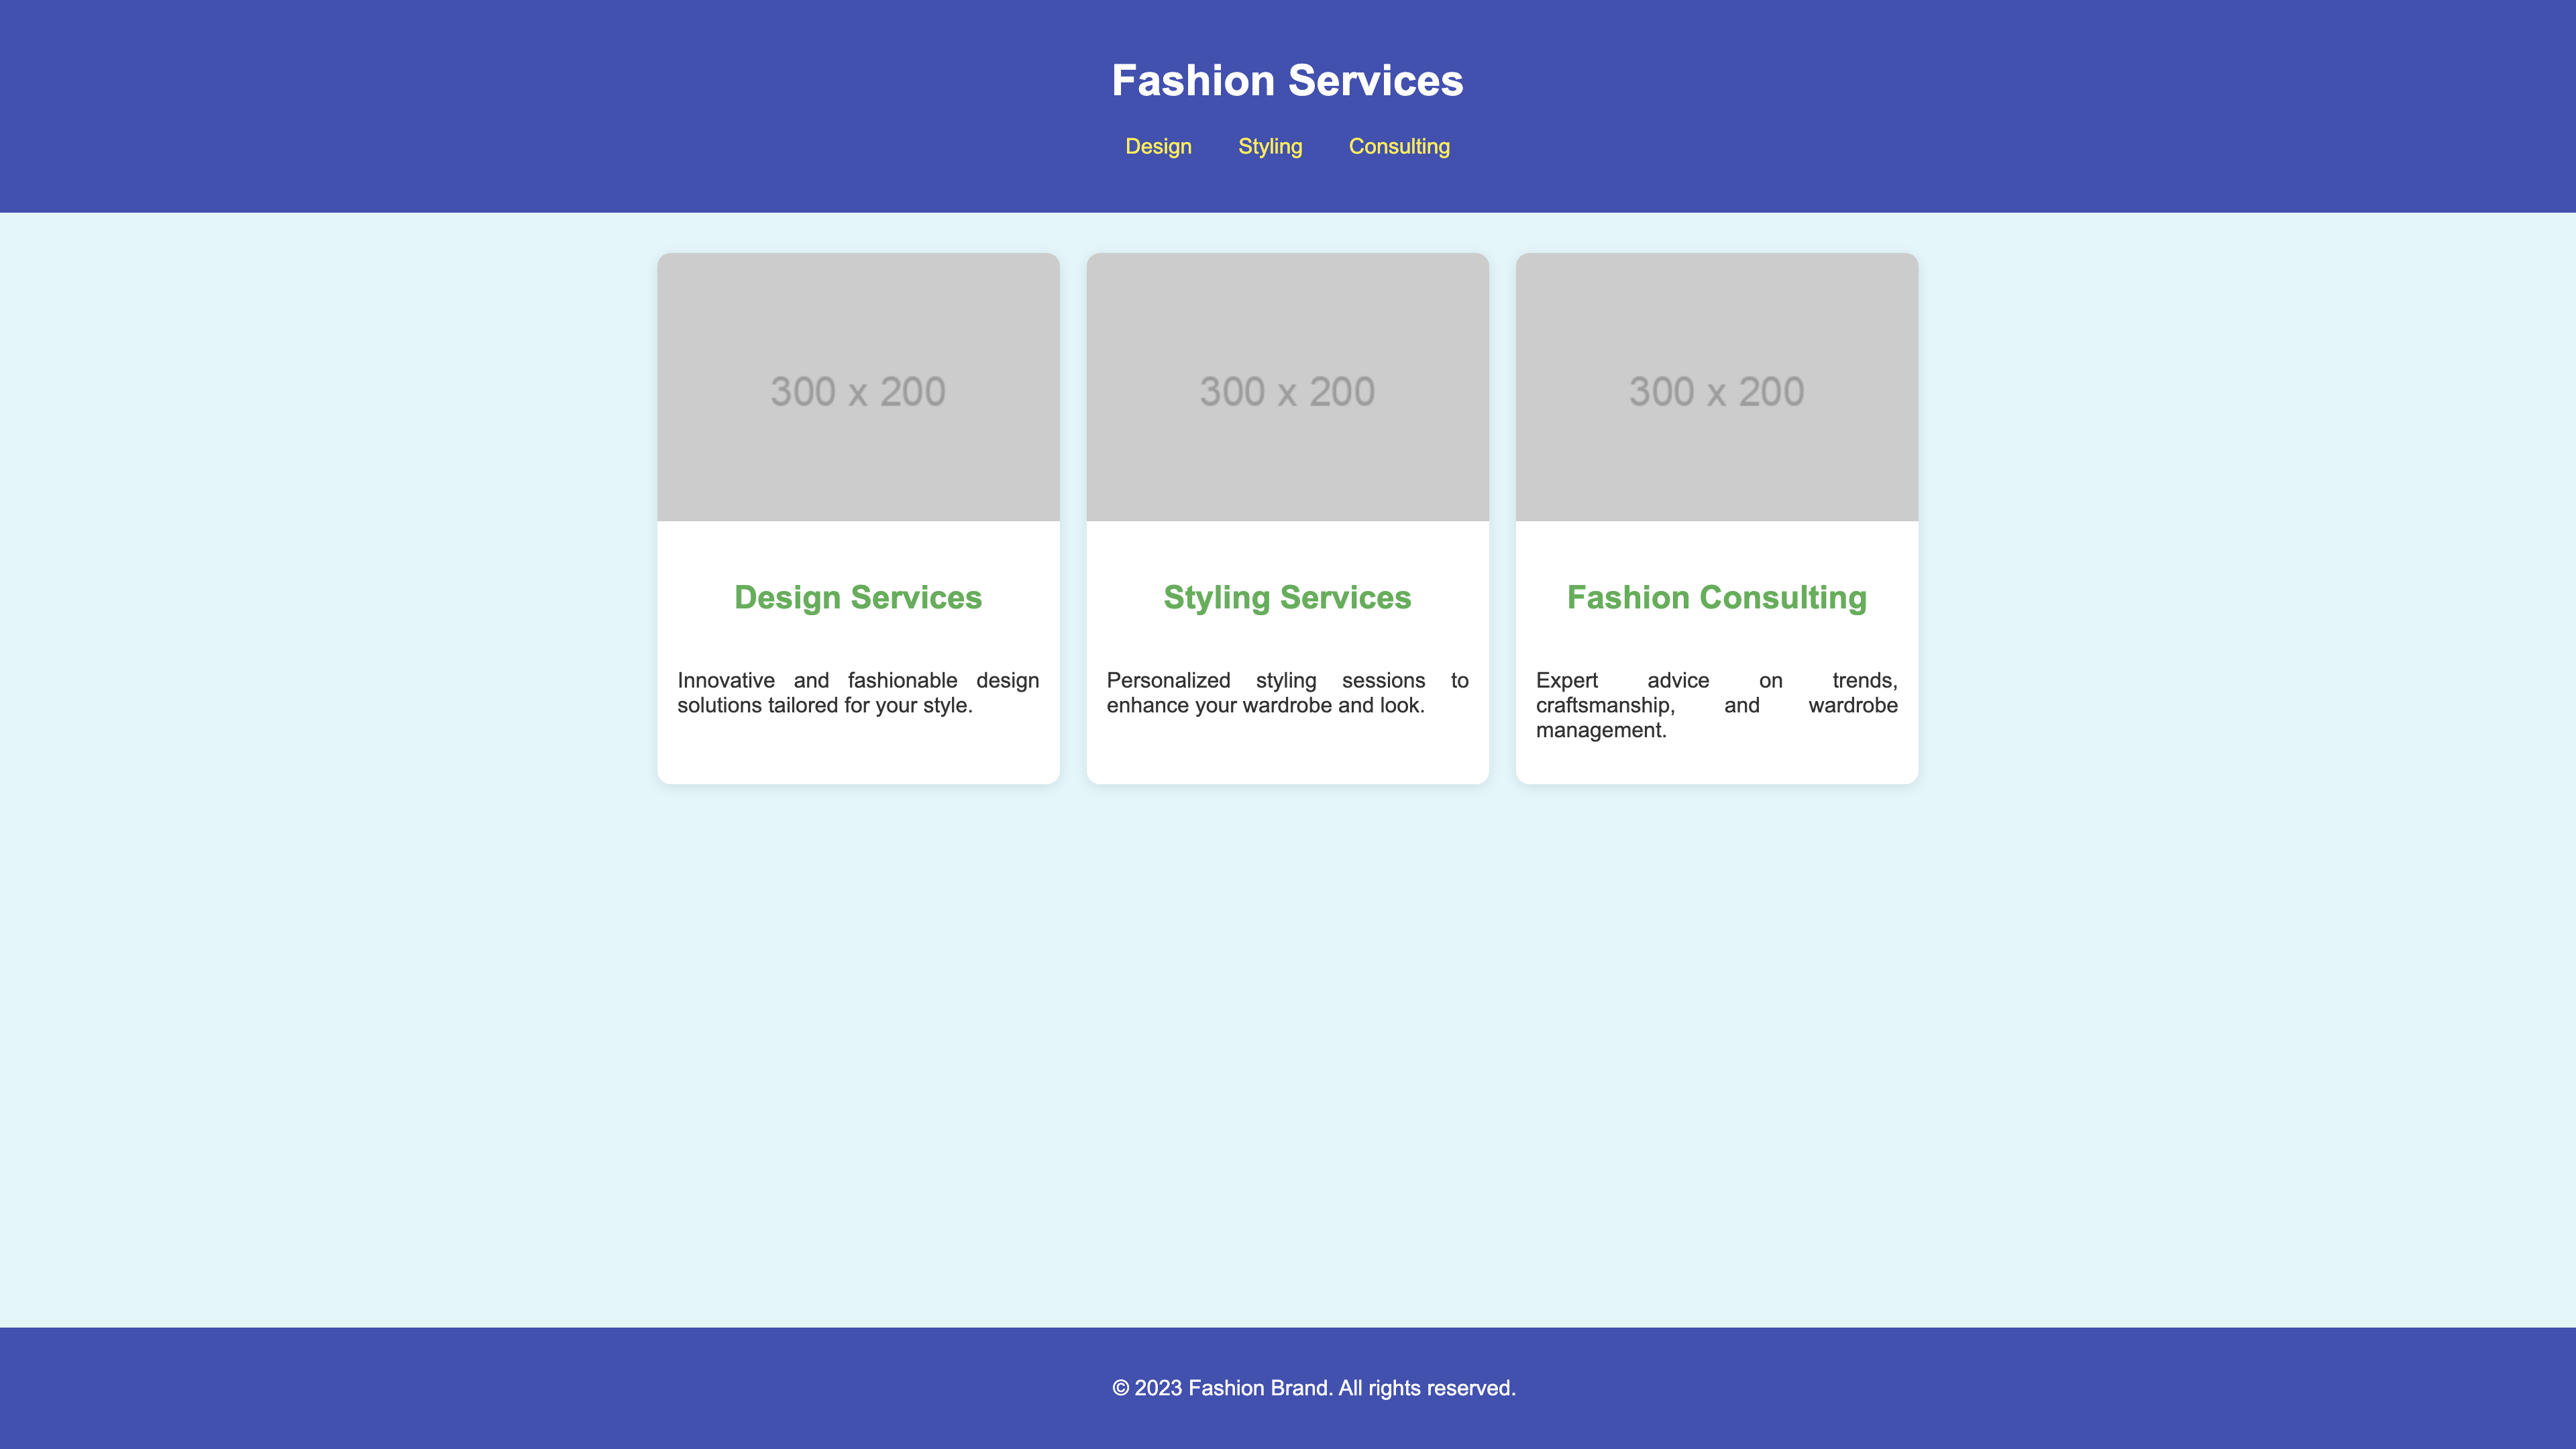 Fashion Services
Design Styling Consulting
300 x 200
300 x 200
300 x 200
Design Services
Innovative and fashionable design
solutions tailored for your style.
Styling Services
Personalized styling sessions to
enhance your wardrobe and look.
Fashion Consulting
Expert advice on trends,
craftsmanship, and wardrobe
management.
© 2023 Fashion Brand. All rights reserved.